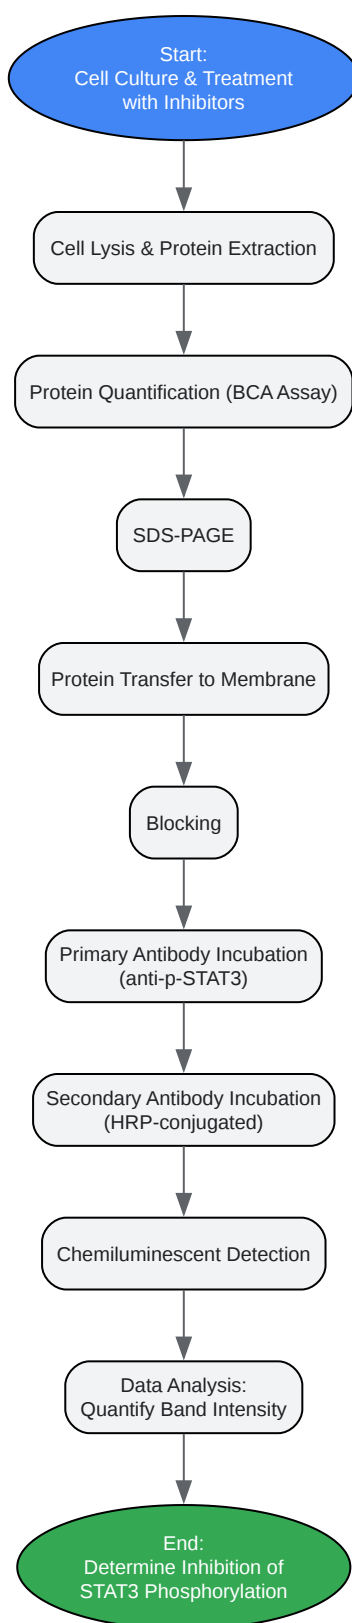 Start:
Cell Culture & Treatment
with Inhibitors
Cell Lysis & Protein Extraction
Protein Quantification (BCA Assay)
SDS-PAGE
Protein Transfer to Membrane
Blocking
Primary Antibody Incubation
(anti-p-STAT3)
Secondary Antibody Incubation
(HRP-conjugated)
Chemiluminescent Detection
Data Analysis:
Quantify Band Intensity
End:
Determine Inhibition of
STAT3 Phosphorylation